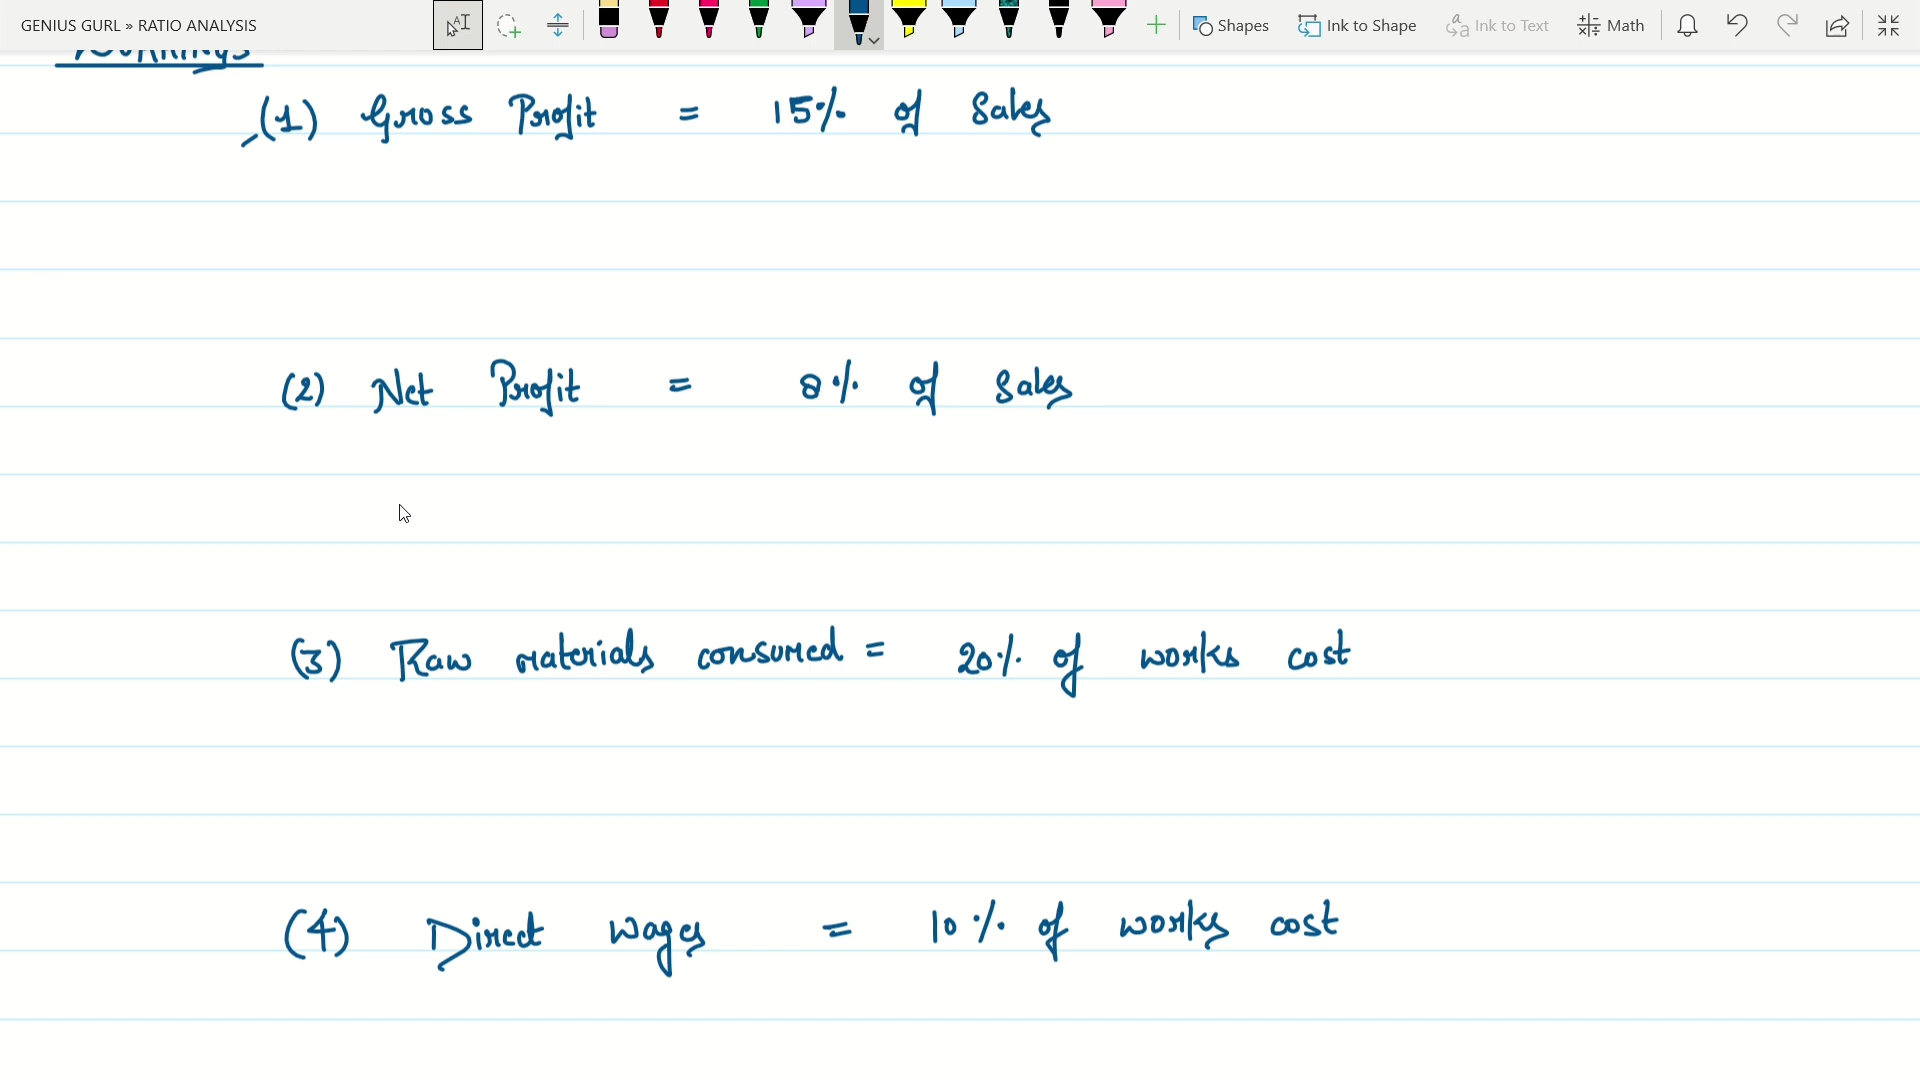 GENIUS GURL » RATIO ANALYSIS
Shapes Ink to Shape Ink to Text Math
Workings
(1) Gross Profit = 15% of Sales
(2) Net Profit = 8% of Sales
(3) Raw materials consumed = 20% of works cost
(4) Direct Wages = 10% of works cost